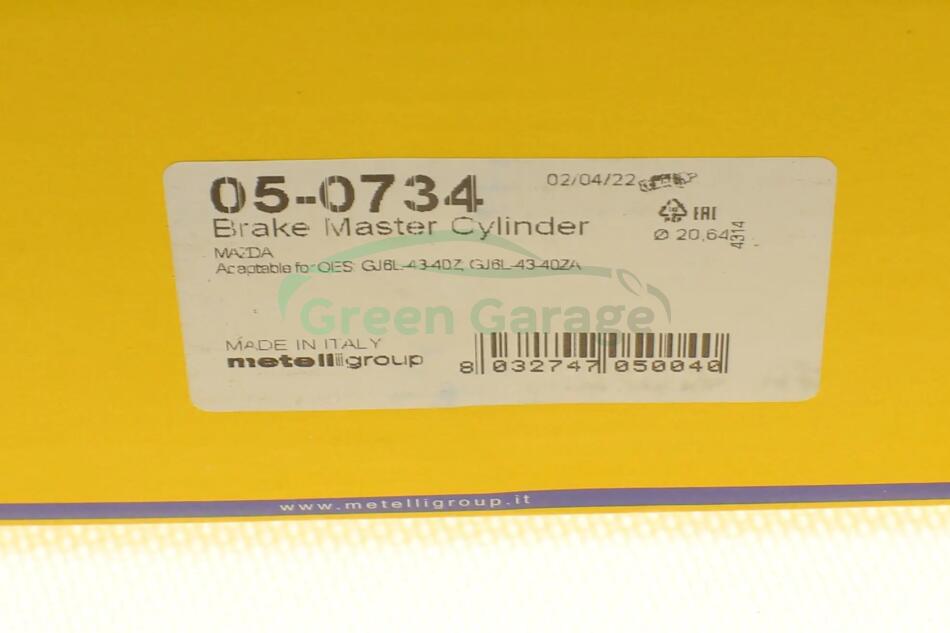 05-0734
02/04/22
Brake Master Cylinder
EAC
Ø 20,64
4314
MAZDA
Adaptable for OES: GJ6L-43-40Z; GJ6L-43-40ZA
Green Garage
MADE IN ITALY
metelligroup
8 032747 050040
www.metelligroup.it